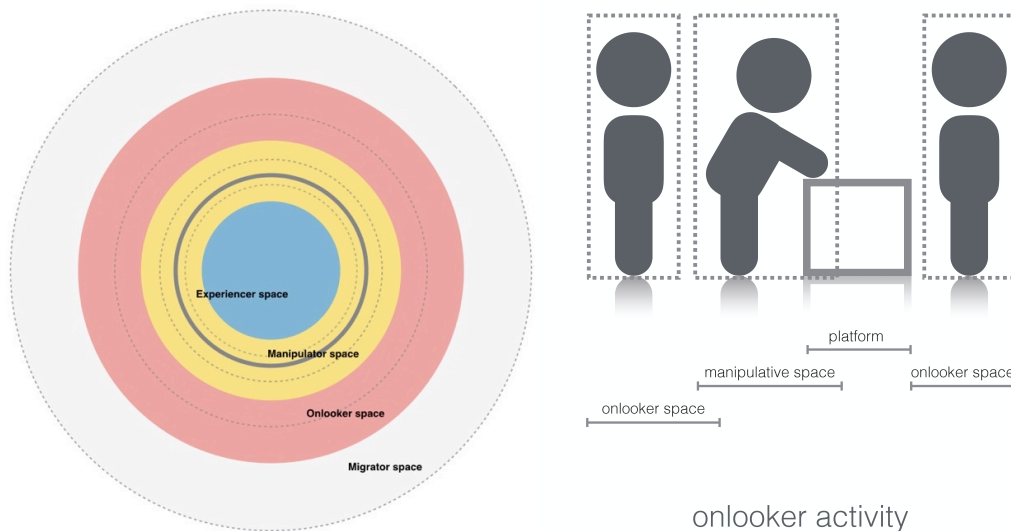 Experiencer space
Manipulator space
Onlooker space
Migrator space
platform
manipulative space
onlooker space
onlooker space
onlooker activity